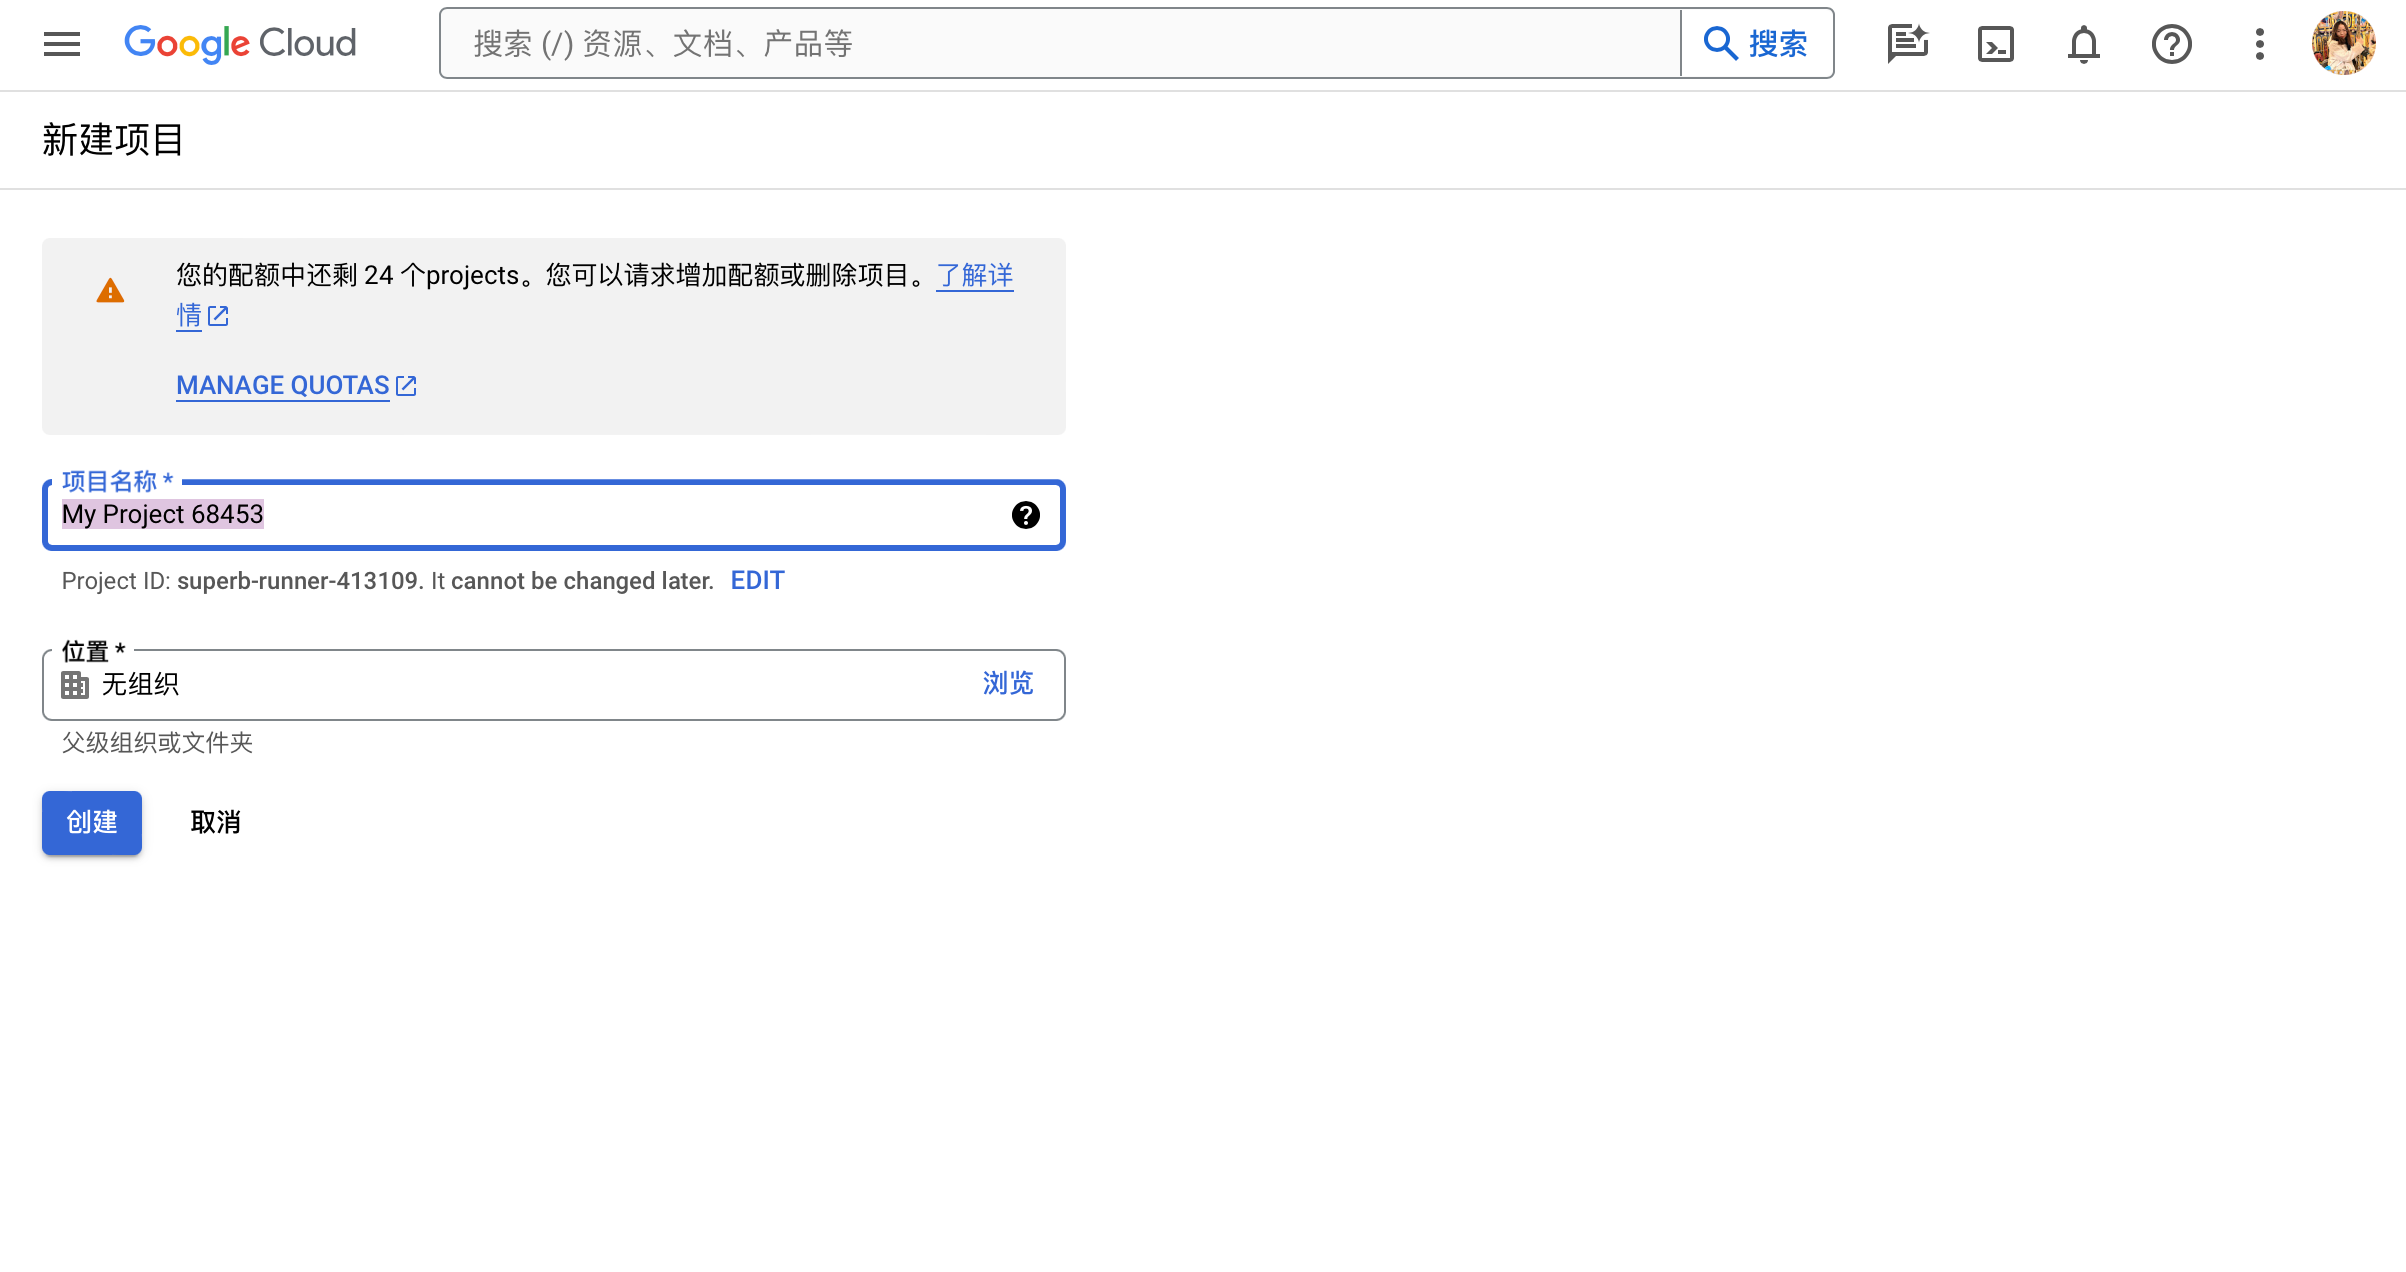 Google Cloud
搜索 (/) 资源、文档、产品等
搜索
新建项目
您的配额中还剩 24 个projects。您可以请求增加配额或删除项目。了解详
情
MANAGE QUOTAS
项目名称 *
My Project 68453
Project ID: superb-runner-413109. It cannot be changed later. EDIT
位置 *
无组织
浏览
父级组织或文件夹
创建
取消